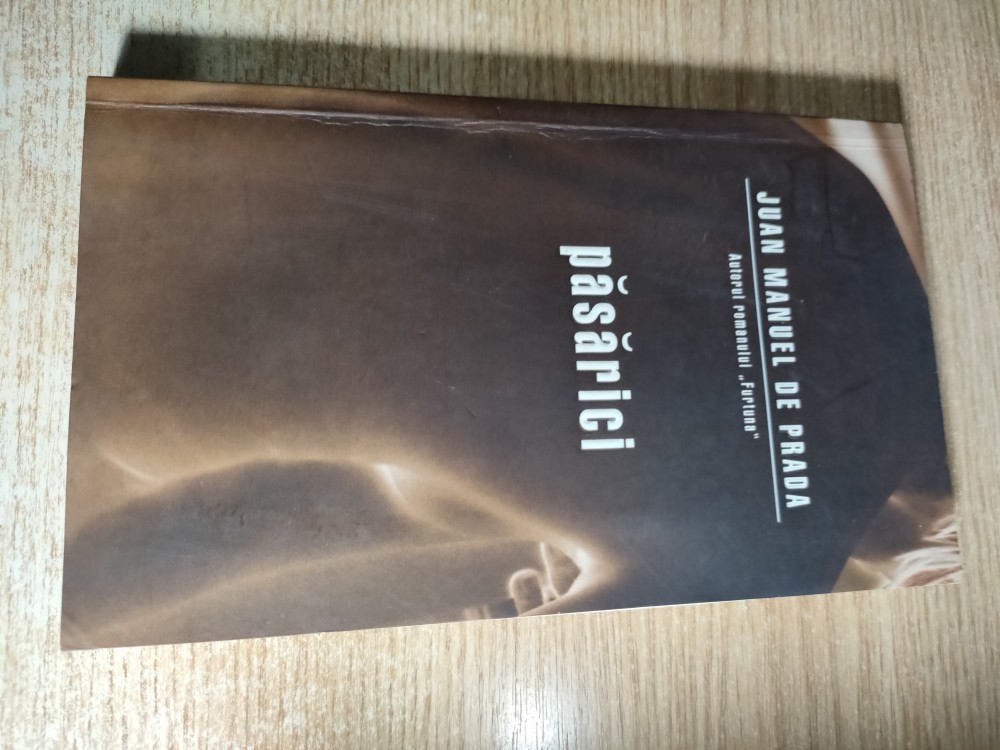 JUAN MANUEL DE PRADA
Autorul romanului „Furtuna“
păsărici